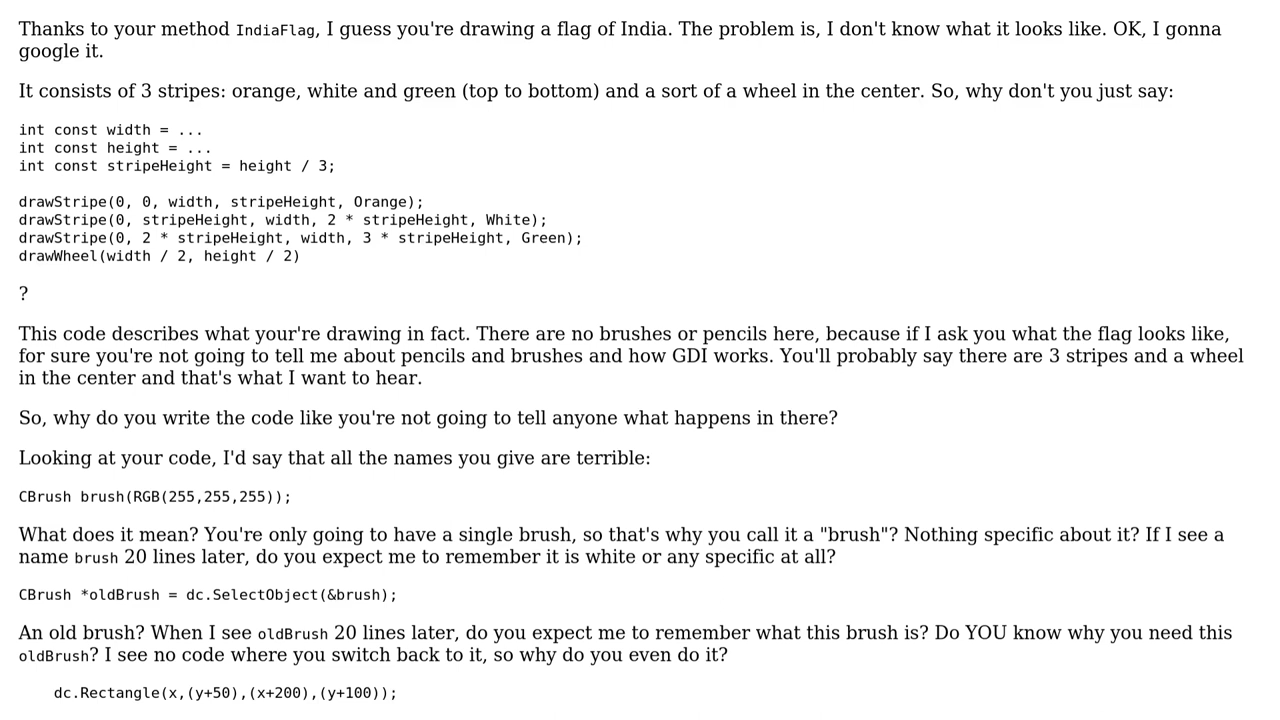 Thanks to your method IndiaFlag, I guess you're drawing a flag of India. The problem is, I don't know what it looks like. OK, I gonna
google it.
It consists of 3 stripes: orange, white and green (top to bottom) and a sort of a wheel in the center. So, why don't you just say:
int const width = ...
int const height = ...
int const stripeHeight = height / 3;
drawStripe(0, 0, width, stripeHeight, Orange);
drawStripe(0, stripeHeight, width, 2 * stripeHeight, White);
drawStripe(0, 2 * stripeHeight, width, 3 * stripeHeight, Green);
drawWheel(width / 2, height / 2)
?
This code describes what your're drawing in fact. There are no brushes or pencils here, because if I ask you what the flag looks like,
for sure you're not going to tell me about pencils and brushes and how GDI works. You'll probably say there are 3 stripes and a wheel
in the center and that's what I want to hear.
So, why do you write the code like you're not going to tell anyone what happens in there?
Looking at your code, I'd say that all the names you give are terrible:
CBrush brush(RGB(255,255,255));
What does it mean? You're only going to have a single brush, so that's why you call it a "brush"? Nothing specific about it? If I see a
name brush 20 lines later, do you expect me to remember it is white or any specific at all?
CBrush *oldBrush = dc.SelectObject(&brush);
An old brush? When I see oldBrush 20 lines later, do you expect me to remember what this brush is? Do YOU know why you need this
oldBrush? I see no code where you switch back to it, so why do you even do it?
dc.Rectangle(x,(y+50),(x+200),(y+100));